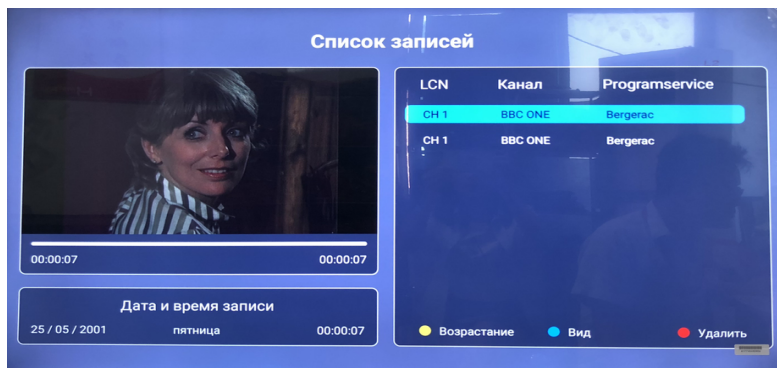 Список записей
00:00:07 00:00:07
Дата и время записи
25 / 05 / 2001 пятница 00:00:07
LCN Канал Programservice
CH 1 BBC ONE Bergerac
CH 1 BBC ONE Bergerac
Возрастание Вид Удалить